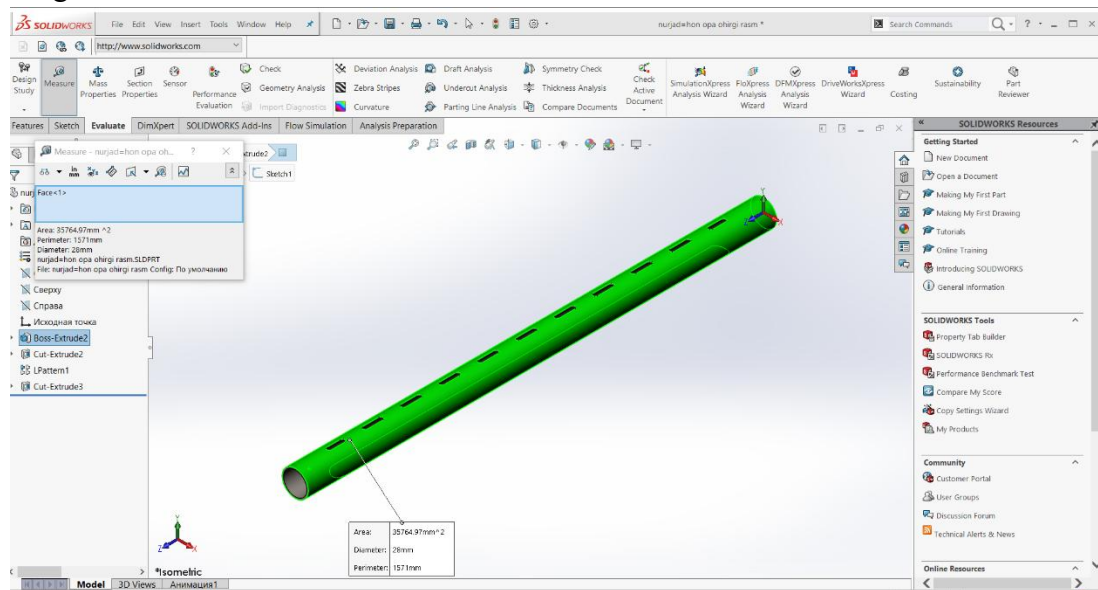 SOLIDWORKS File Edit View Insert Tools Window Help nurjad=hon opa ohirgi rasm * Search Commands ?
http://www.solidworks.com
Design Study Measure Mass Properties Section Properties Sensor Performance Evaluation Check Geometry Analysis Import Diagnostics Deviation Analysis Zebra Stripes Curvature Draft Analysis Undercut Analysis Parting Line Analysis Symmetry Check Thickness Analysis Compare Documents Check Active Document SimulationXpress Analysis Wizard FloXpress Analysis Wizard DFMXpress Analysis Wizard DriveWorksXpress Wizard Costing Sustainability Part Reviewer
Features Sketch Evaluate DimXpert SOLIDWORKS Add-Ins Flow Simulation Analysis Preparation
Measure - nurjad=hon opa oh... ?
in
mm
Face<1>
Area: 35764.97mm ^2
Perimeter: 1571mm
Diameter: 28mm
nurjad=hon opa ohirgi rasm.SLDPRT
File: nurjad=hon opa ohirgi rasm Config: По умолчанию
Sketch1
Сверху
Справа
Исходная точка
Boss-Extrude2
Cut-Extrude2
LPattern1
Cut-Extrude3
Y
Z X
Area: 35764.97mm^2
Diameter: 28mm
Perimeter: 1571mm
Y
Z X
*Isometric
Model 3D Views Анимация1
SOLIDWORKS Resources
Getting Started
New Document
Open a Document
Making My First Part
Making My First Drawing
Tutorials
Online Training
Introducing SOLIDWORKS
General Information
SOLIDWORKS Tools
Property Tab Builder
SOLIDWORKS Rx
Performance Benchmark Test
Compare My Score
Copy Settings Wizard
My Products
Community
Customer Portal
User Groups
Discussion Forum
Technical Alerts & News
Online Resources